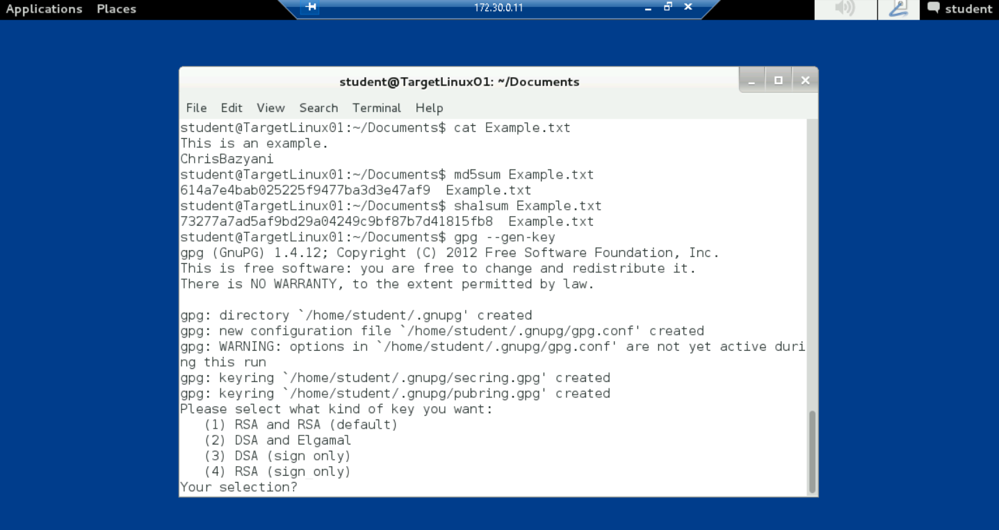 Applications Places 172.30.0.11 student
student@TargetLinux01: ~/Documents
File Edit View Search Terminal Help
student@TargetLinux01:~/Documents$ cat Example.txt
This is an example.
ChrisBazyani
student@TargetLinux01:~/Documents$ md5sum Example.txt
614a7e4bab025225f9477ba3d3e47af9  Example.txt
student@TargetLinux01:~/Documents$ sha1sum Example.txt
73277a7ad5af9bd29a04249c9bf87b7d41815fb8  Example.txt
student@TargetLinux01:~/Documents$ gpg --gen-key
gpg (GnuPG) 1.4.12; Copyright (C) 2012 Free Software Foundation, Inc.
This is free software: you are free to change and redistribute it.
There is NO WARRANTY, to the extent permitted by law.
gpg: directory `/home/student/.gnupg' created
gpg: new configuration file `/home/student/.gnupg/gpg.conf' created
gpg: WARNING: options in `/home/student/.gnupg/gpg.conf' are not yet active duri
ng this run
gpg: keyring `/home/student/.gnupg/secring.gpg' created
gpg: keyring `/home/student/.gnupg/pubring.gpg' created
Please select what kind of key you want:
   (1) RSA and RSA (default)
   (2) DSA and Elgamal
   (3) DSA (sign only)
   (4) RSA (sign only)
Your selection?